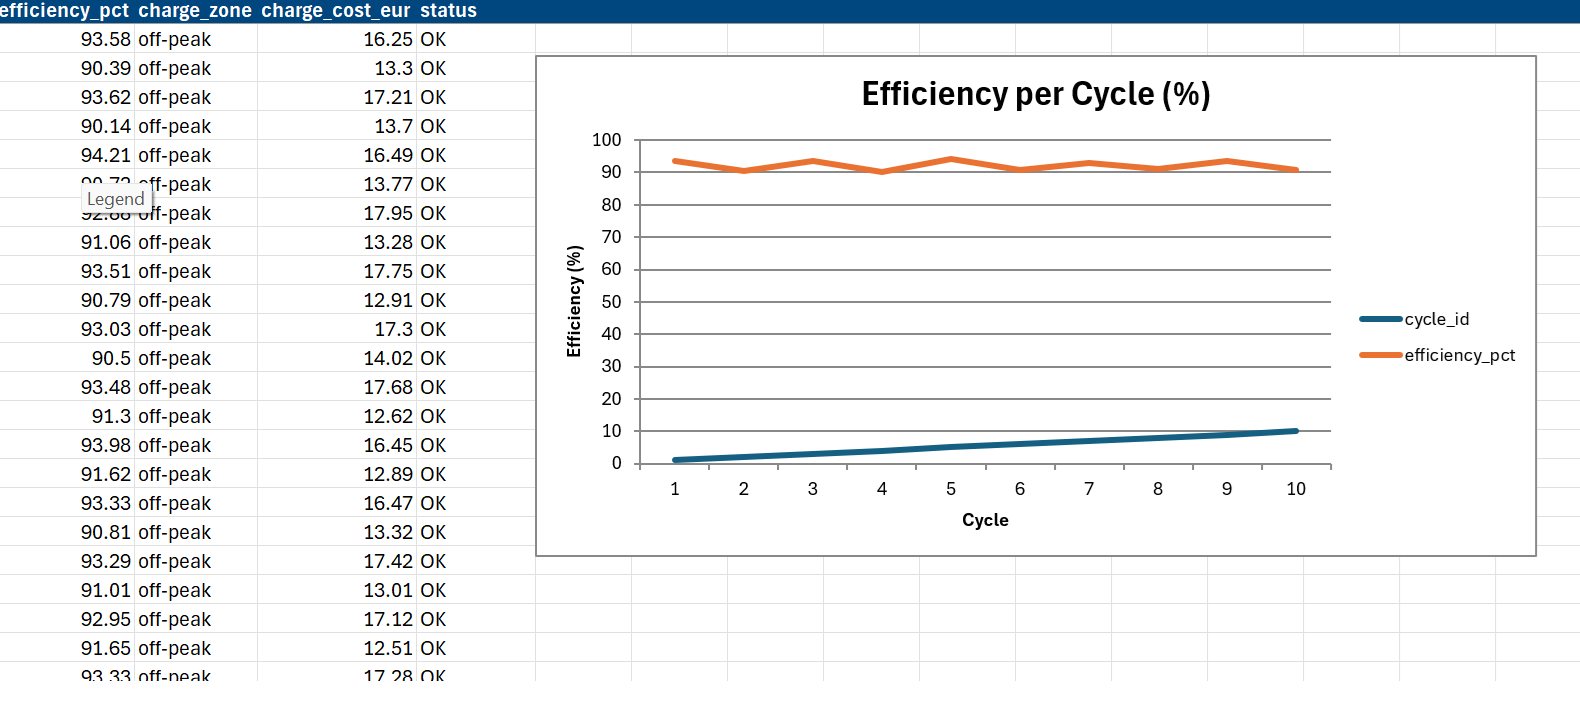 efficiency_pct charge_zone charge_cost_eur status
93.58 off-peak 16.25 OK
90.39 off-peak 13.3 OK
93.62 off-peak 17.21 OK
90.14 off-peak 13.7 OK
94.21 off-peak 16.49 OK
off-peak 13.77 OK
Legend
92.88 off-peak 17.95 OK
91.06 off-peak 13.28 OK
93.51 off-peak 17.75 OK
90.79 off-peak 12.91 OK
93.03 off-peak 17.3 OK
90.5 off-peak 14.02 OK
93.48 off-peak 17.68 OK
91.3 off-peak 12.62 OK
93.98 off-peak 16.45 OK
91.62 off-peak 12.89 OK
93.33 off-peak 16.47 OK
90.81 off-peak 13.32 OK
93.29 off-peak 17.42 OK
91.01 off-peak 13.01 OK
92.95 off-peak 17.12 OK
91.65 off-peak 12.51 OK
93.33 off-peak 17.28 OK
Efficiency per Cycle (%)
100
90
80
70
60
50
40
30
20
10
0
Efficiency (%)
1 2 3 4 5 6 7 8 9 10
Cycle
cycle_id
efficiency_pct